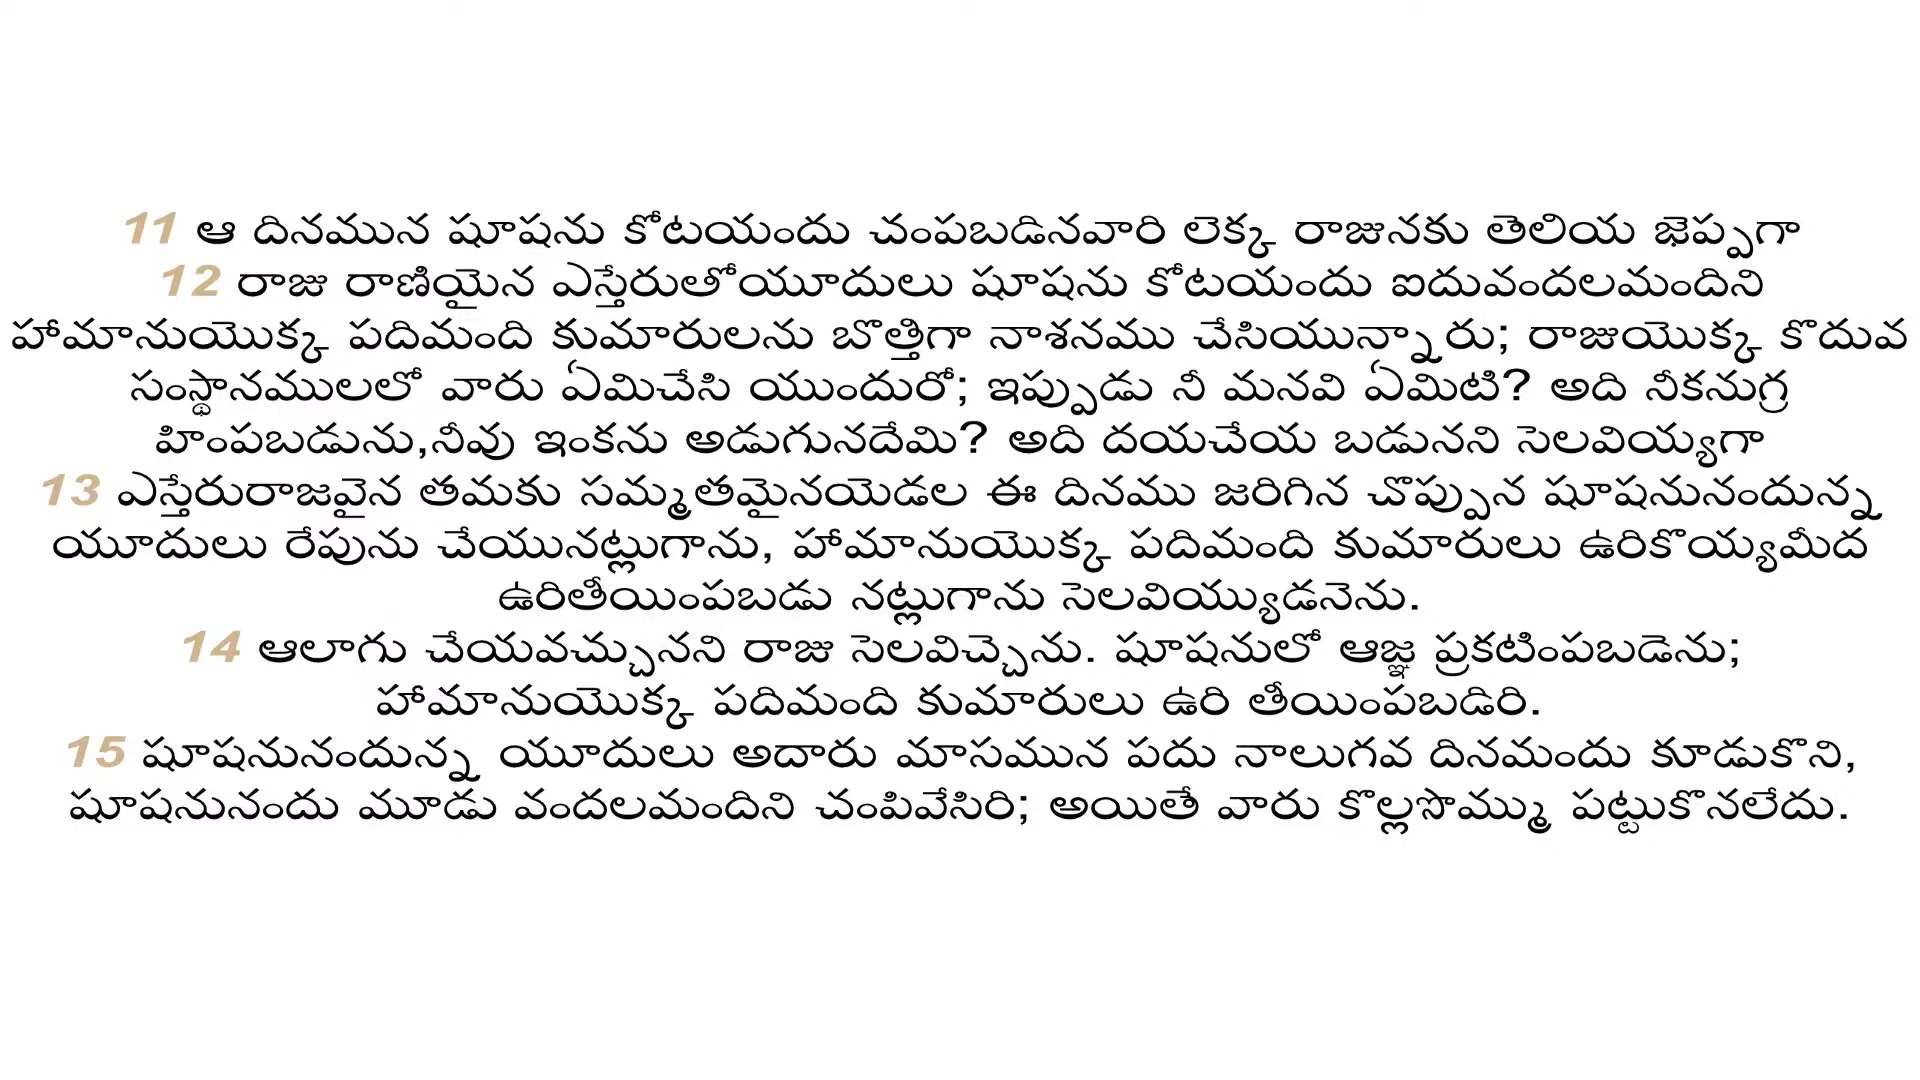 11 ఆ దినమున షూషను కోటయందు చంపబడినవారి లెక్క రాజునకు తెలియ జెప్పగా
12 రాజు రాణియైన ఎస్తేరుతోయూదులు షూషను కోటయందు ఐదువందలమందిని
హామానుయొక్క పదిమంది కుమారులను బొత్తిగా నాశనము చేసియున్నారు; రాజుయొక్క కొదువ
సంస్థానములలో వారు ఏమిచేసి యుందురో; ఇప్పుడు నీ మనవి ఏమిటి? అది నీకనుగ్ర
హింపబడును,నీవు ఇంకను అడుగునదేమి? అది దయచేయ బడునని సెలవియ్యగా
13 ఎస్తేరురాజవైన తమకు సమ్మతమైనయెడల ఈ దినము జరిగిన చొప్పున షూషనునందున్న
యూదులు రేపును చేయునట్లుగాను, హామానుయొక్క పదిమంది కుమారులు ఉరికొయ్యమీద
ఉరితీయింపబడు నట్లుగాను సెలవియ్యుడనెను.
14 ఆలాగు చేయవచ్చునని రాజు సెలవిచ్చెను. షూషనులో ఆజ్ఞ ప్రకటింపబడెను;
హామానుయొక్క పదిమంది కుమారులు ఉరి తీయింపబడిరి.
15 షూషనునందున్న యూదులు అదారు మాసమున పదు నాలుగవ దినమందు కూడుకొని,
షూషనునందు మూడు వందలమందిని చంపివేసిరి; అయితే వారు కొల్లసొమ్ము పట్టుకొనలేదు.